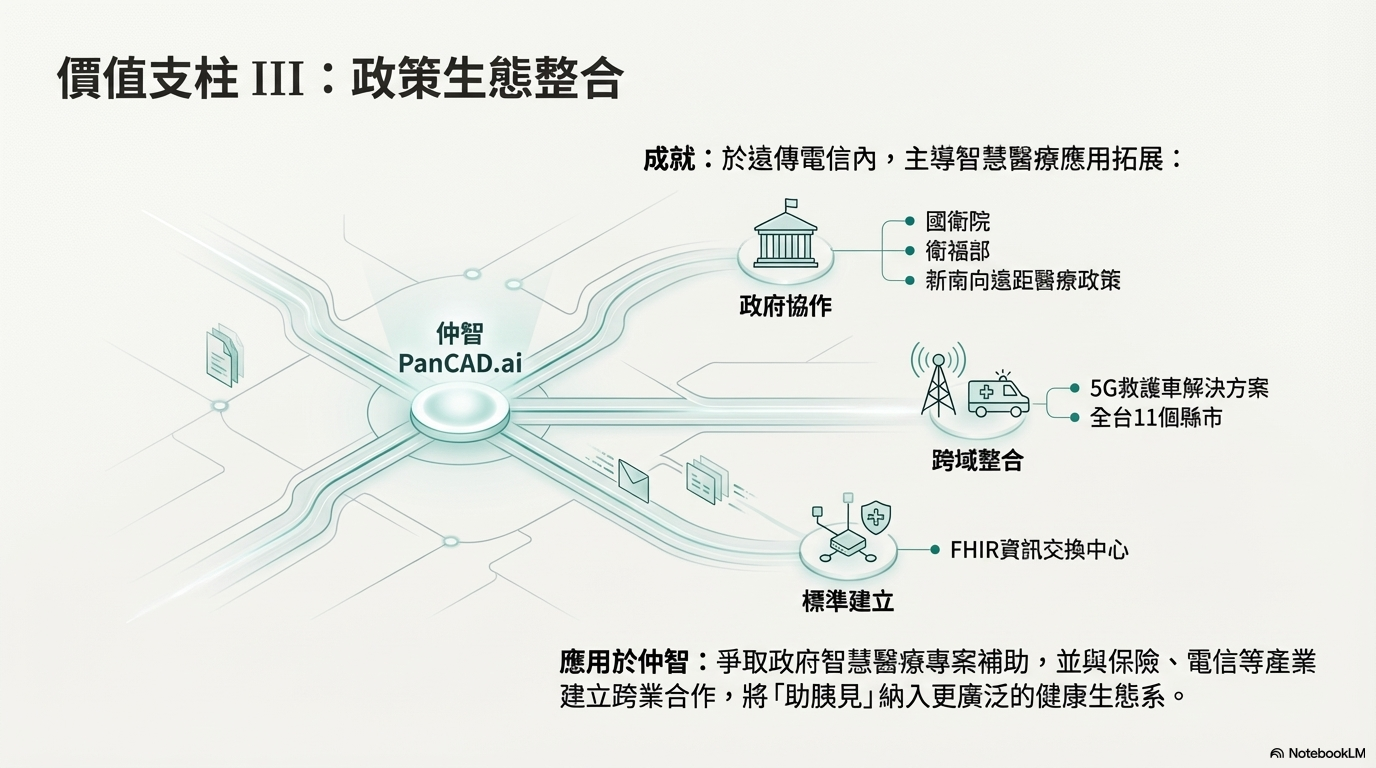 價值支柱 III：政策生態整合
成就：於遠傳電信內，主導智慧醫療應用拓展：
國衛院
衛福部
新南向遠距醫療政策
政府協作
仲智
PanCAD.ai
5G救護車解決方案
全台11個縣市
跨域整合
FHIR資訊交換中心
標準建立
應用於仲智：爭取政府智慧醫療專案補助，並與保險、電信等產業
建立跨業合作，將「助胰見」納入更廣泛的健康生態系。
NotebookLM